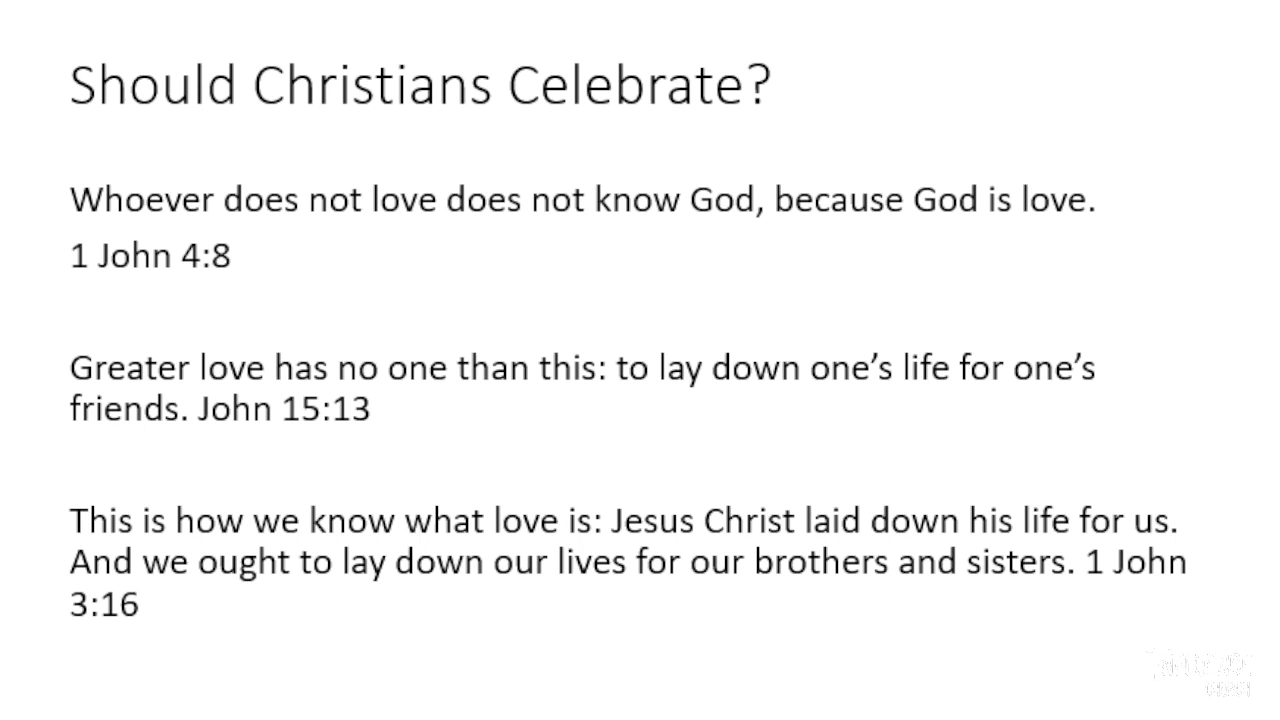 Should Christians Celebrate?
Whoever does not love does not know God, because God is love.
1 John 4:8
Greater love has no one than this: to lay down one’s life for one’s
friends. John 15:13
This is how we know what love is: Jesus Christ laid down his life for us.
And we ought to lay down our lives for our brothers and sisters. 1 John
3:16